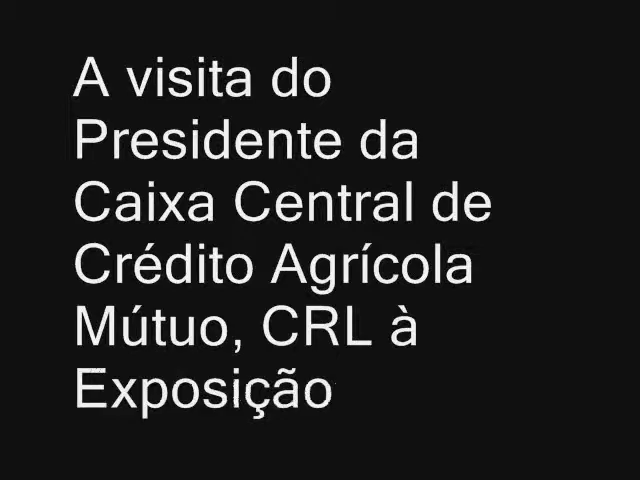 A visita do
Presidente da
Caixa Central de
Crédito Agrícola
Mútuo, CRL à
Exposição